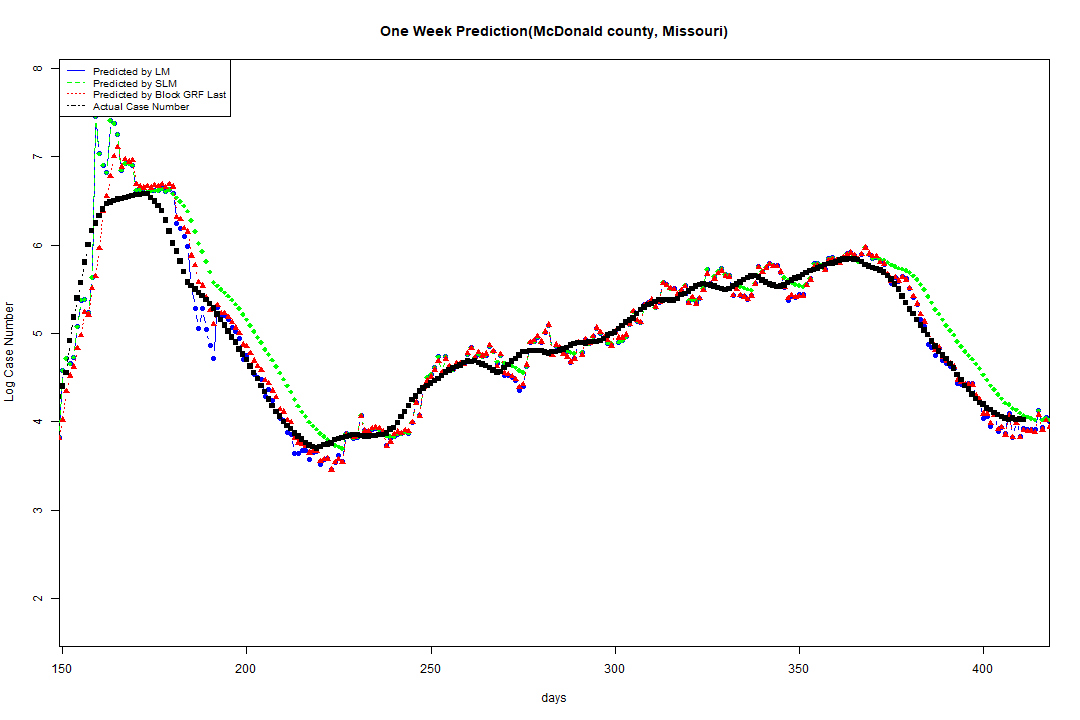 One Week Prediction(McDonald county, Missouri)
Predicted by LM
Predicted by SLM
Predicted by Block GRF Last
Actual Case Number
8
7
6
5
4
3
2
Log Case Number
150 200 250 300 350 400
days